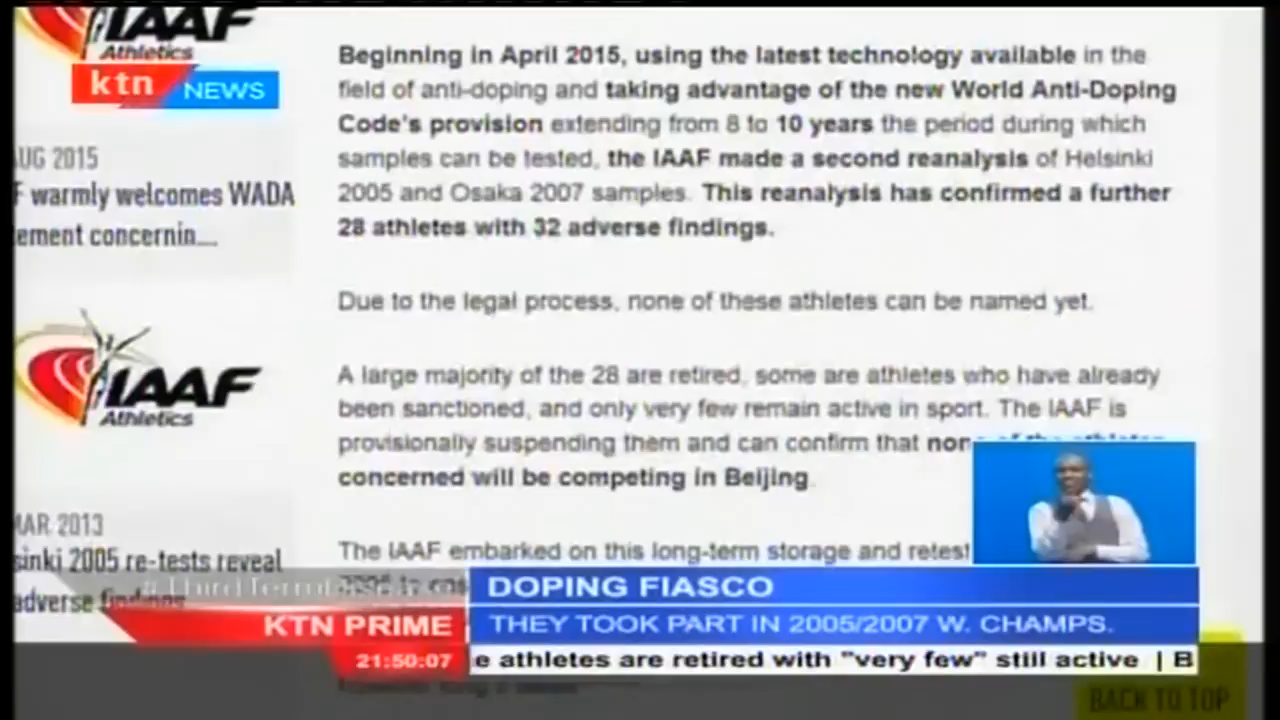 IAAF
Athletics
ktn NEWS
UG 2015
F warmly welcomes WADA
ement concernin...
IAAF
Athletics
MAR 2013
sinki 2005 re-tests reveal
adverse findings
Beginning in April 2015, using the latest technology available in the
field of anti-doping and taking advantage of the new World Anti-Doping
Code's provision extending from 8 to 10 years the period during which
samples can be tested, the IAAF made a second reanalysis of Helsinki
2005 and Osaka 2007 samples. This reanalysis has confirmed a further
28 athletes with 32 adverse findings.
Due to the legal process, none of these athletes can be named yet.
A large majority of the 28 are retired, some are athletes who have already
been sanctioned, and only very few remain active in sport. The IAAF is
provisionally suspending them and can confirm that
concerned will be competing in Beijing.
The IAAF embarked on this long-term storage and retest
DOPING FIASCO
KTN PRIME
THEY TOOK PART IN 2005/2007 W. CHAMPS.
21:50:07
e athletes are retired with "very few" still active | B
BACK TO TOP